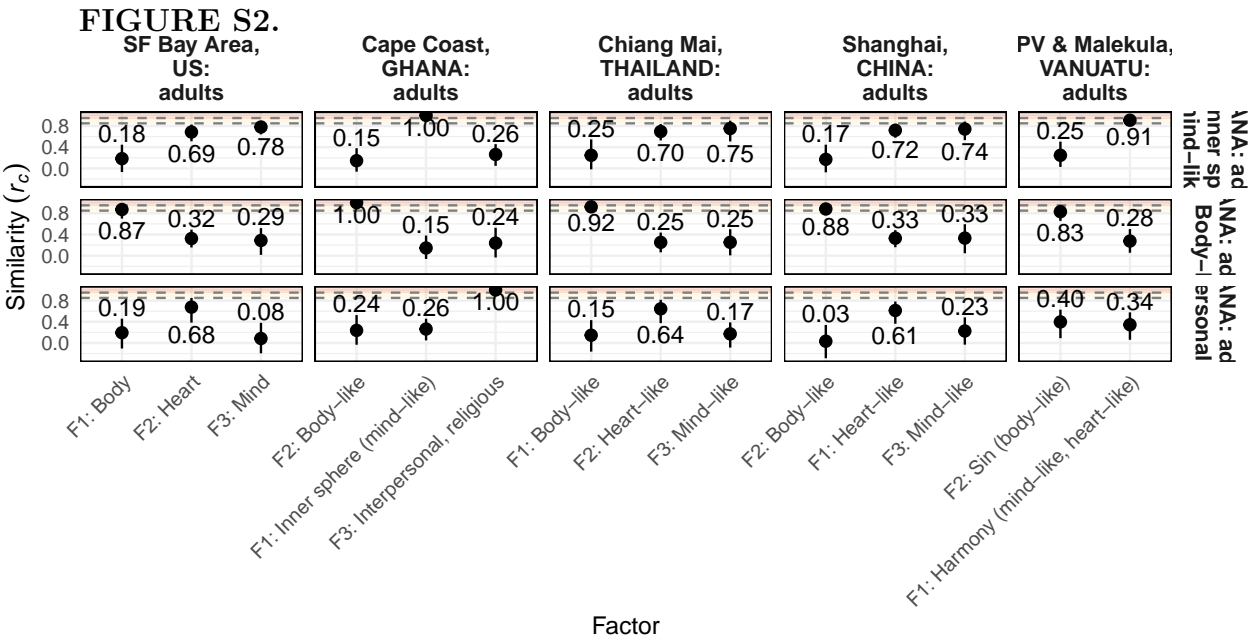 FIGURE S2.
SF Bay Area,
US:
adults
Cape Coast,
GHANA:
adults
Chiang Mai,
THAILAND:
adults
Shanghai,
CHINA:
adults
PV & Malekula,
VANUATU:
adults
Similarity (rc)
0.8
0.4
0.0
0.18
0.69
0.78
0.15
1.00
0.26
0.25
0.70
0.75
0.17
0.72
0.74
0.25
0.91
0.8
0.4
0.0
0.87
0.32
0.29
1.00
0.15
0.24
0.92
0.25
0.25
0.88
0.33
0.33
0.83
0.28
Body–
0.8
0.4
0.0
0.19
0.68
0.08
0.24
0.26
1.00
0.15
0.64
0.17
0.03
0.61
0.23
0.40
0.34
ersonal
F1: Body
F2: Heart
F3: Mind
F2: Body–like
F1: Inner sphere (mind–like)
F3: Interpersonal, religious
F1: Body–like
F2: Heart–like
F3: Mind–like
F2: Body–like
F1: Heart–like
F3: Mind–like
F2: Sin (body–like)
F1: Harmony (mind–like, heart–like)
Factor